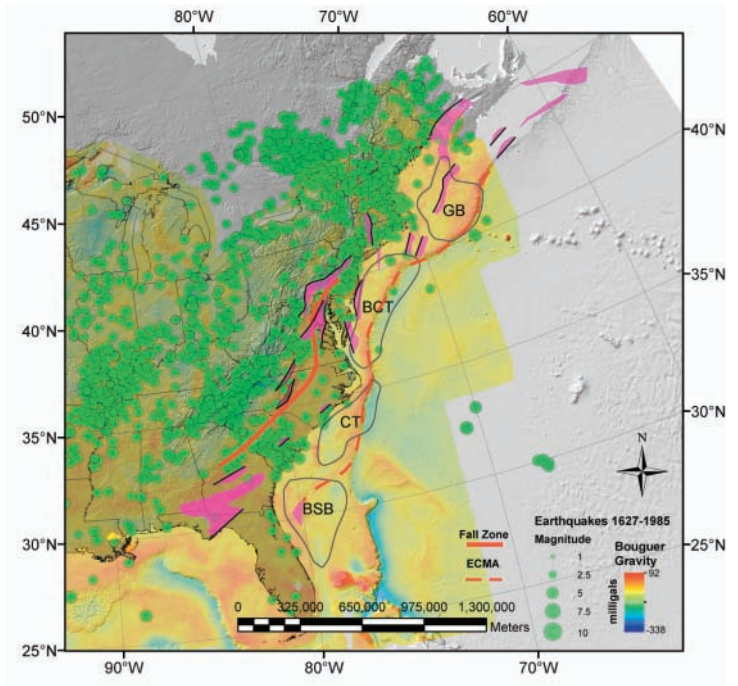 80°W 70°W 60°W
50°N
45°N
40°N
35°N
30°N
25°N
40°N
35°N
30°N
25°N
GB
BCT
CT
BSB
N
Fall Zone
ECMA
Earthquakes 1627-1985
Magnitude
1
2.5
5
7.5
10
Bouguer
Gravity
milligals
92
-338
0 325,000 650,000 975,000 1,300,000
Meters
90°W 80°W 70°W